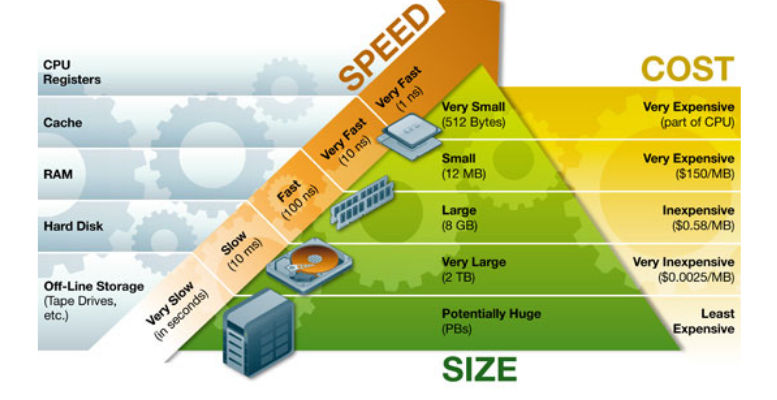 SPEED
COST
CPU
Registers
Very Fast
(1 ns)
Very Small
(512 Bytes)
Very Expensive
(part of CPU)
Cache
Very Fast
(10 ns)
Small
(12 MB)
Very Expensive
($150/MB)
RAM
Fast
(100 ns)
Large
(8 GB)
Inexpensive
($0.58/MB)
Hard Disk
Slow
(10 ms)
Very Large
(2 TB)
Very Inexpensive
($0.0025/MB)
Off-Line Storage
(Tape Drives,
etc.)
Very Slow
(in seconds)
Potentially Huge
(PBs)
Least
Expensive
SIZE